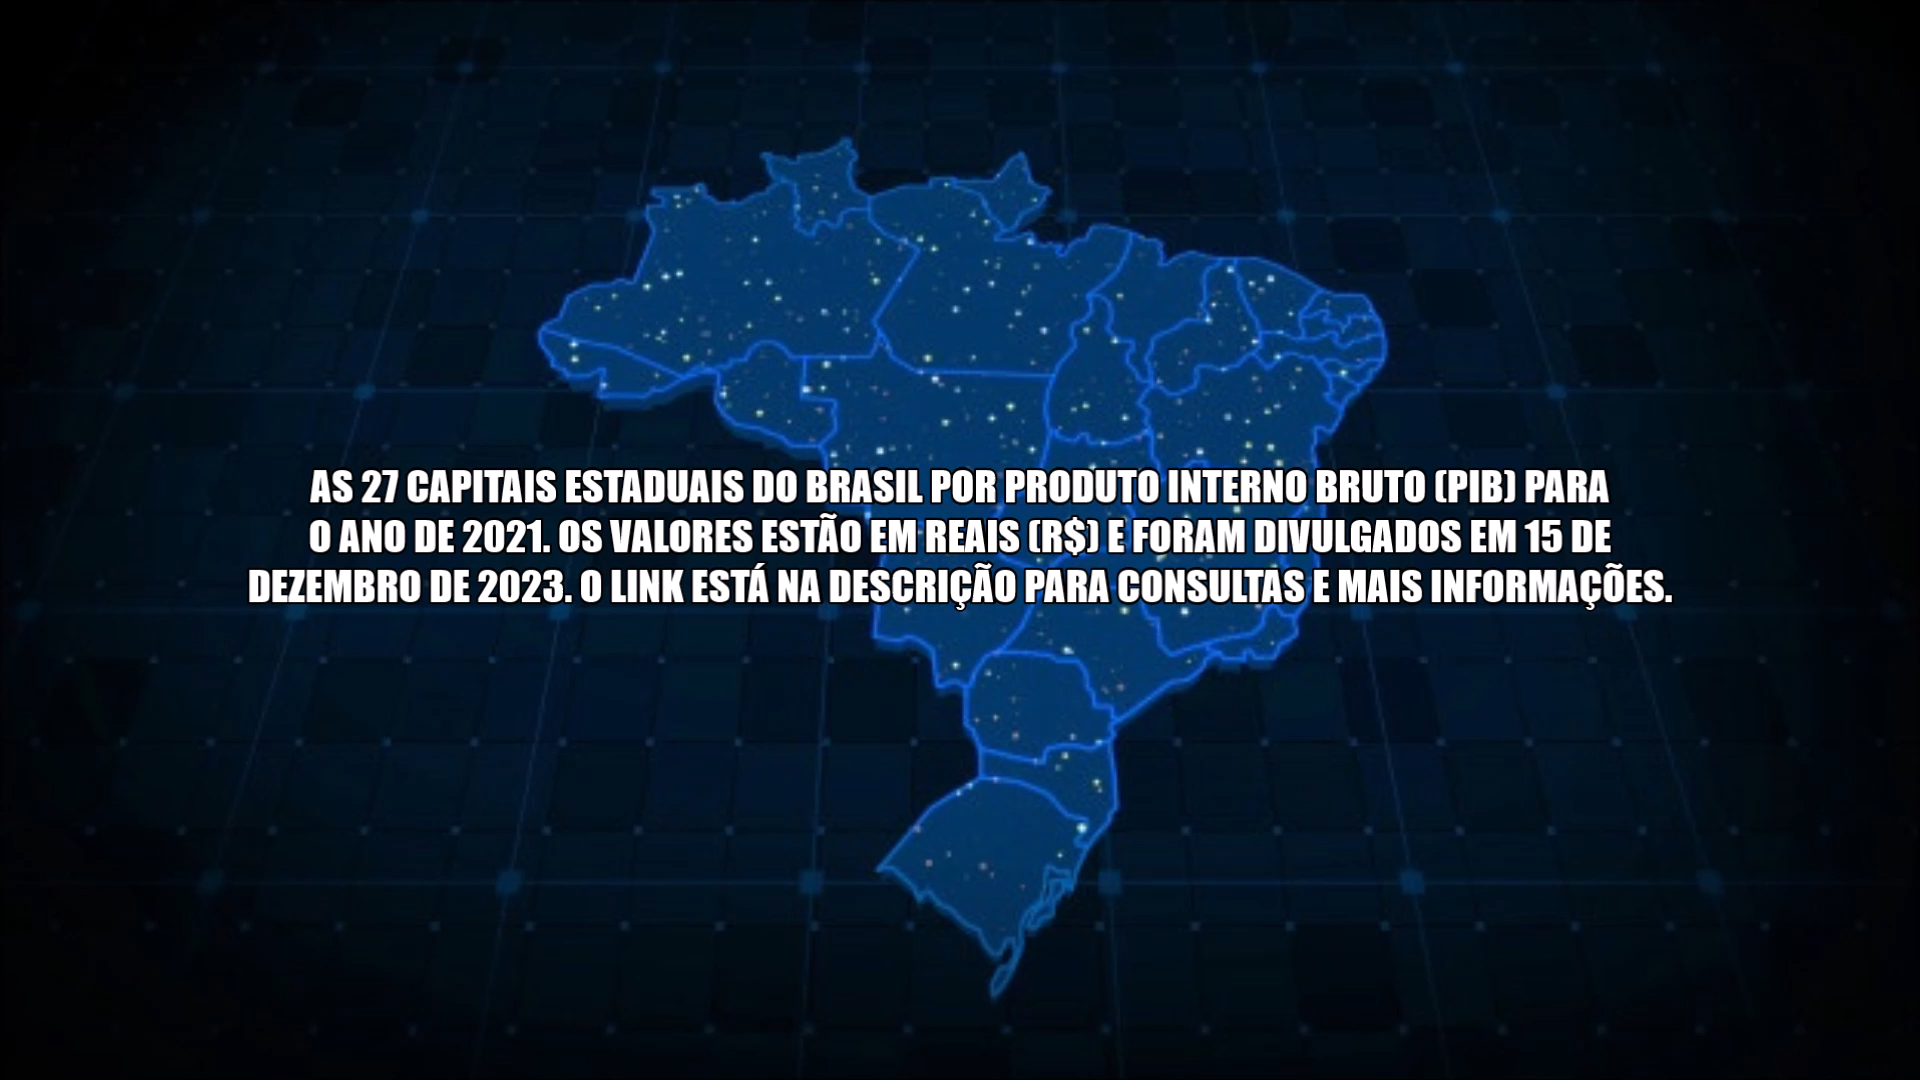 AS 27 CAPITAIS ESTADUAIS DO BRASIL POR PRODUTO INTERNO BRUTO (PIB) PARA
O ANO DE 2021. OS VALORES ESTÃO EM REAIS (R$) E FORAM DIVULGADOS EM 15 DE
DEZEMBRO DE 2023. O LINK ESTÁ NA DESCRIÇÃO PARA CONSULTAS E MAIS INFORMAÇÕES.